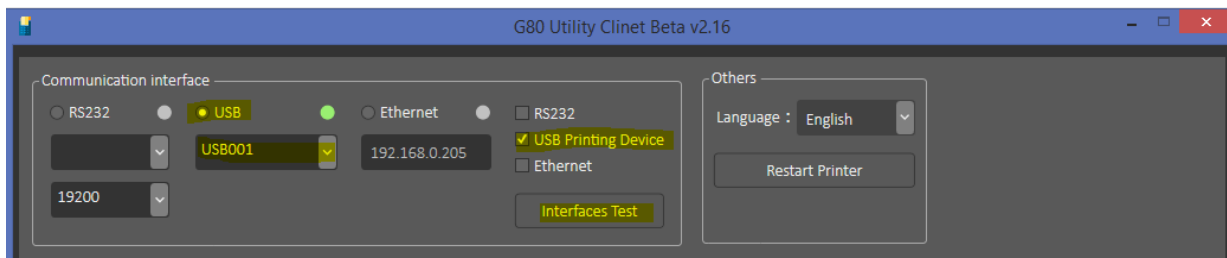 G80 Utility Clinet Beta v2.16
Communication interface
RS232
USB
Ethernet
USB001
192.168.0.205
19200
RS232
USB Printing Device
Ethernet
Interfaces Test
Others
Language : English
Restart Printer